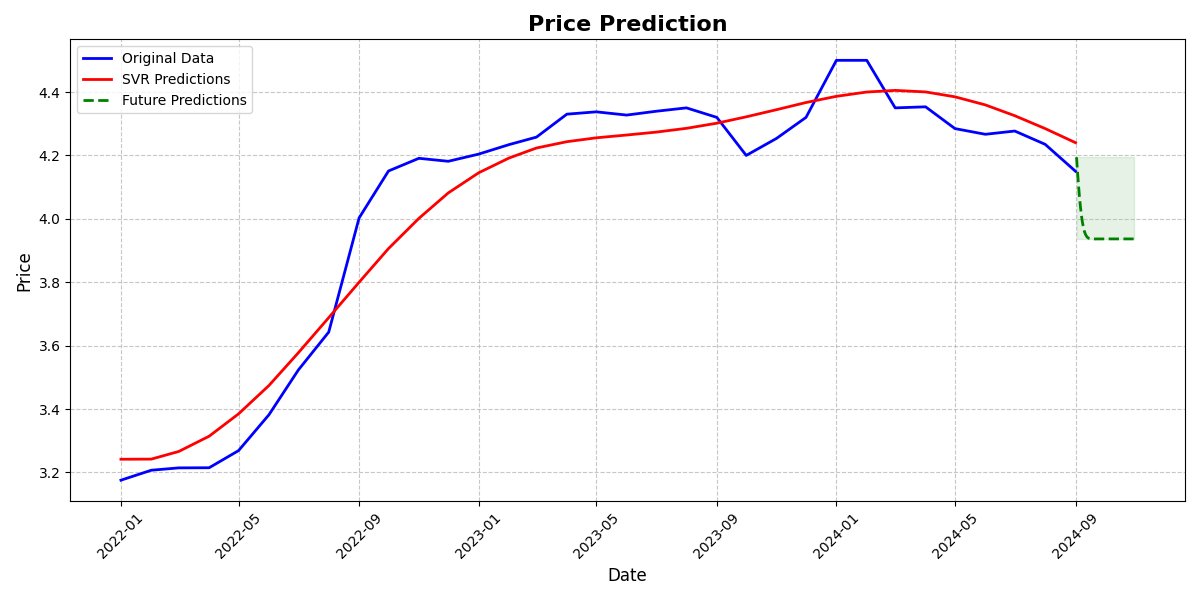 Price Prediction
Original Data
SVR Predictions
Future Predictions
Price
4.4
4.2
4.0
3.8
3.6
3.4
3.2
2022-01
2022-05
2022-09
2023-01
2023-05
2023-09
2024-01
2024-05
2024-09
Date